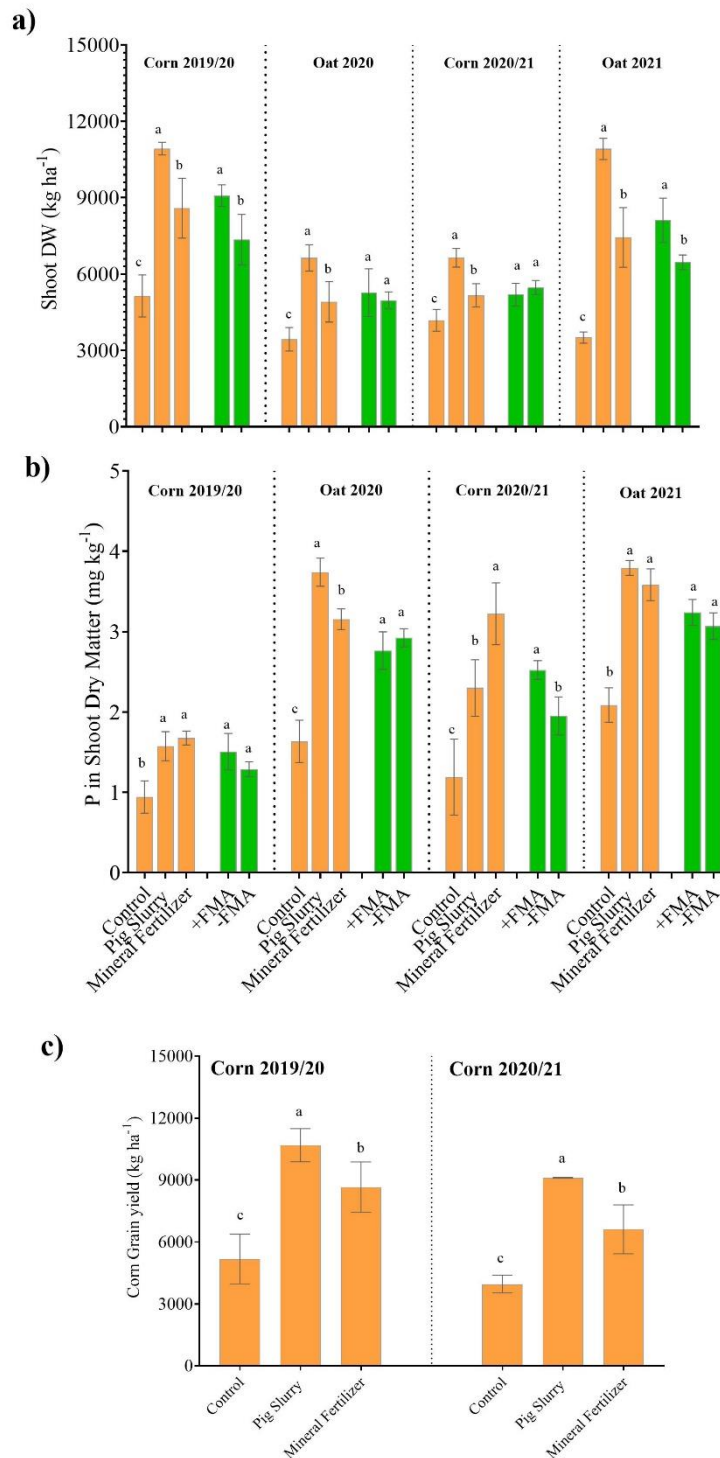 a)
15000
12000
9000
6000
3000
0
Shoot DW (kg ha⁻¹)
Corn 2019/20 Oat 2020 Corn 2020/21 Oat 2021
c a b a b
c a b a a
c a b a a
c a b a b
b)
5
4
3
2
1
0
P in Shoot Dry Matter (mg kg⁻¹)
Corn 2019/20 Oat 2020 Corn 2020/21 Oat 2021
b a a a a
c a b a a
c b a a b
b a a a a
Control Pig Slurry Mineral Fertilizer +FMA -FMA
Control Pig Slurry Mineral Fertilizer +FMA -FMA
Control Pig Slurry Mineral Fertilizer +FMA -FMA
Control Pig Slurry Mineral Fertilizer +FMA -FMA
c)
15000
12000
9000
6000
3000
0
Corn Grain yield (kg ha⁻¹)
Corn 2019/20 Corn 2020/21
c a b
c a b
Control Pig Slurry Mineral Fertilizer
Control Pig Slurry Mineral Fertilizer